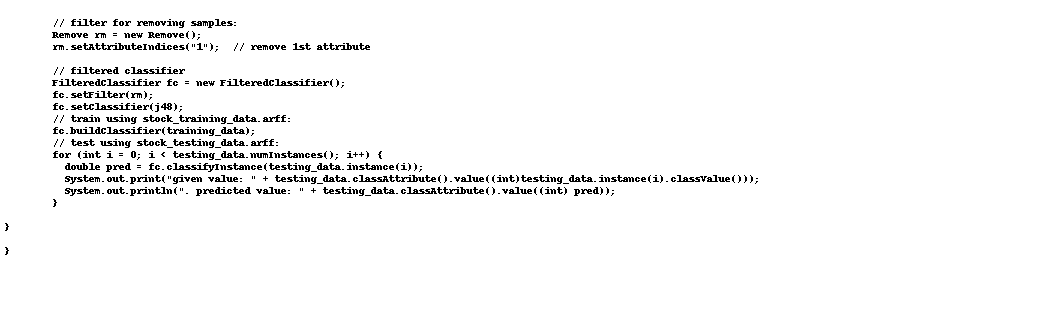 // filter for removing samples:
Remove rm = new Remove();
rm.setAttributeIndices("1");  // remove 1st attribute
// filtered classifier
FilteredClassifier fc = new FilteredClassifier();
fc.setFilter(rm);
fc.setClassifier(j48);
// train using stock_training_data.arff:
fc.buildClassifier(training_data);
// test using stock_testing_data.arff:
for (int i = 0; i < testing_data.numInstances(); i++) {
double pred = fc.classifyInstance(testing_data.instance(i));
System.out.print("given value: " + testing_data.classAttribute().value((int)testing_data.instance(i).classValue()));
System.out.println(". predicted value: " + testing_data.classAttribute().value((int) pred));
}
}
}